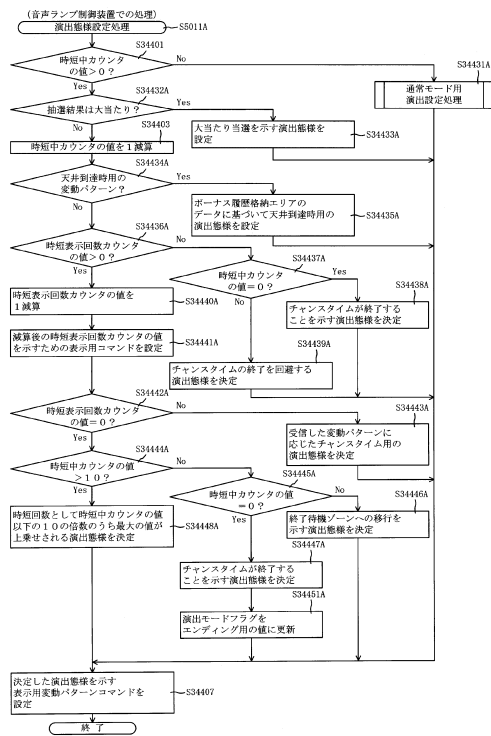 (音声ランプ制御装置での処理)
演出態様設定処理
S5011A
S34401
時短中カウンタ
の値>0?
No
Yes
S34431A
通常モード用
演出設定処理
S34432A
抽選結果は大当たり?
Yes
No
大当たり当選を示す演出態様を
設定
S34433A
S34403
時短中カウンタの値を1減算
S34434A
天井到達時用の
変動パターン?
Yes
No
ボーナス履歴格納エリアの
データに基づいて天井到達時用の
演出態様を設定
S34435A
S34436A
時短表示回数カウンタ
の値>0?
No
Yes
S34437A
時短中カウンタ
の値=0?
Yes
No
S34438A
チャンスタイムが終了する
ことを示す演出態様を決定
時短表示回数カウンタの値を
1減算
S34440A
減算後の時短表示回数カウンタの値
を示すための表示用コマンドを設定
S34441A
S34439A
チャンスタイムの終了を回避する
演出態様を決定
S34442A
時短表示回数カウンタ
の値=0?
No
Yes
S34443A
受信した変動パターンに
応じたチャンスタイム用の
演出態様を決定
S34444A
時短中カウンタの値
>10?
No
Yes
S34445A
時短中カウンタの値
=0?
No
Yes
S34446A
終了待機ゾーンへの移行を
示す演出態様を決定
時短回数として時短中カウンタの値
以下の10の倍数のうち最大の値が
上乗せされる演出態様を決定
S34448A
S34447A
チャンスタイムが終了する
ことを示す演出態様を決定
S34451A
演出モードフラグを
エンディング用の値に更新
決定した演出態様を示す
表示用変動パターンコマンドを
設定
S34407
終了